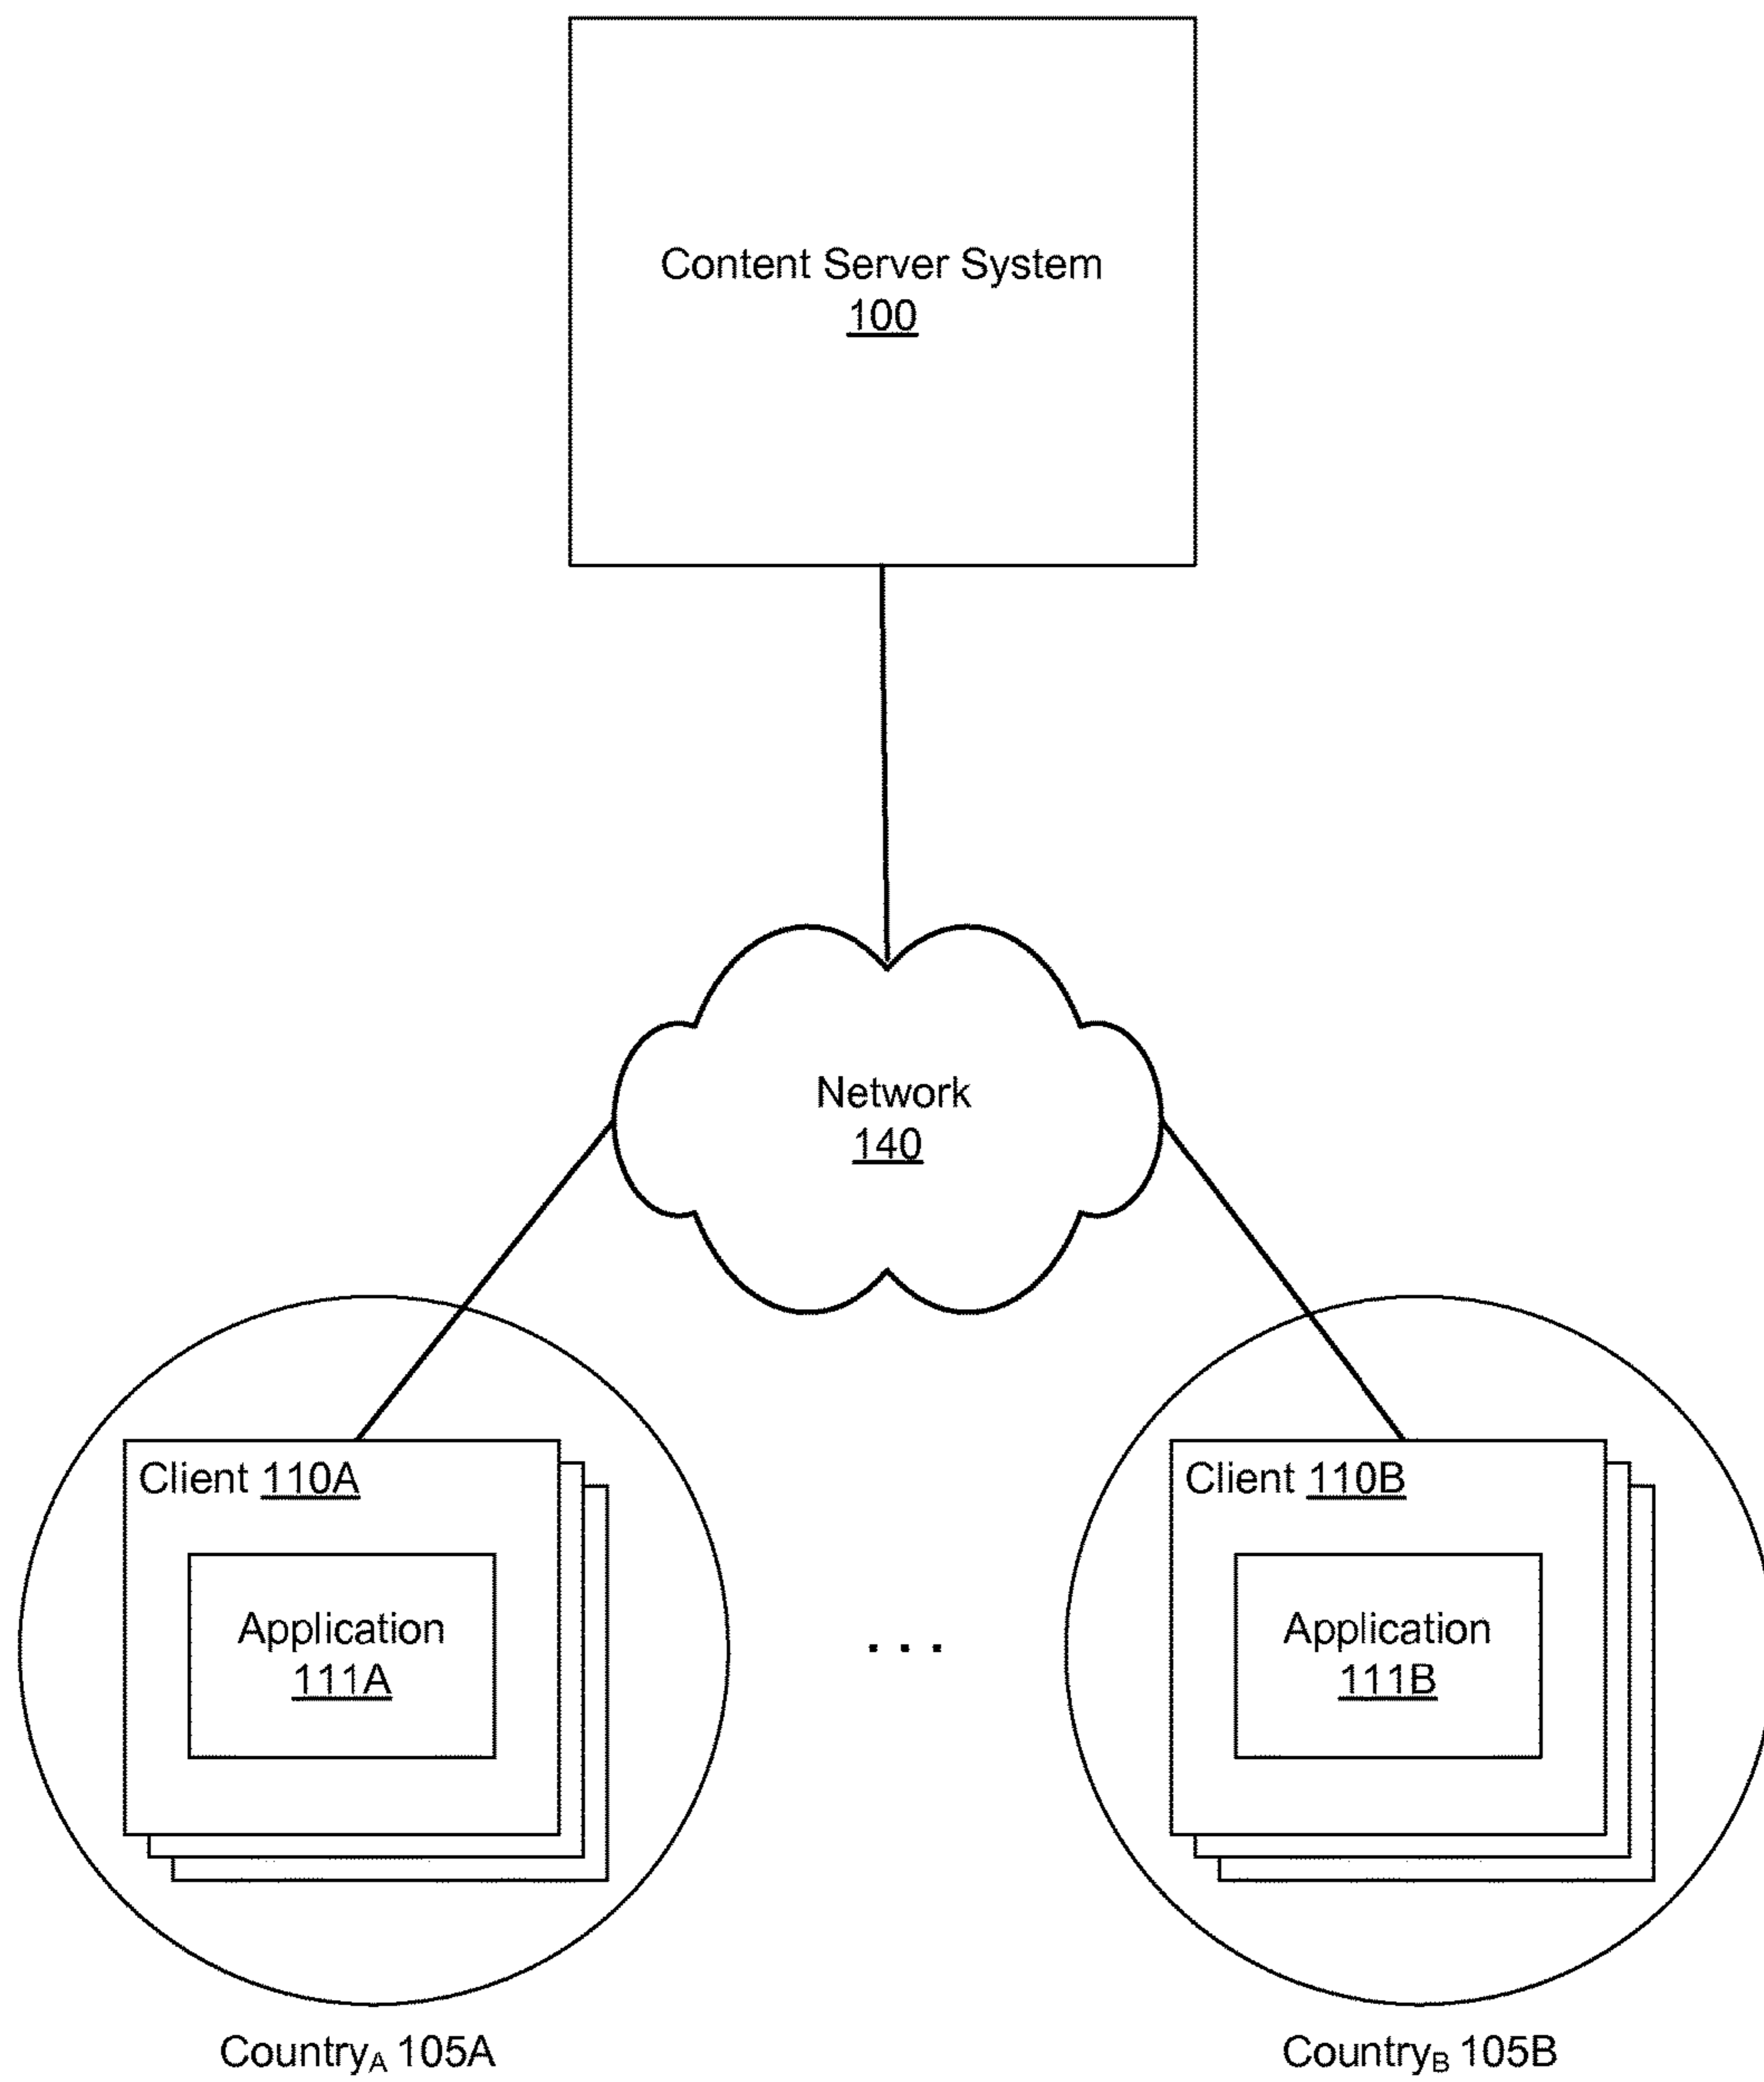 Content Server System
100
Network
140
Client 110A
Application
111A
. . .
Client 110B
Application
111B
CountryA 105A
CountryB 105B